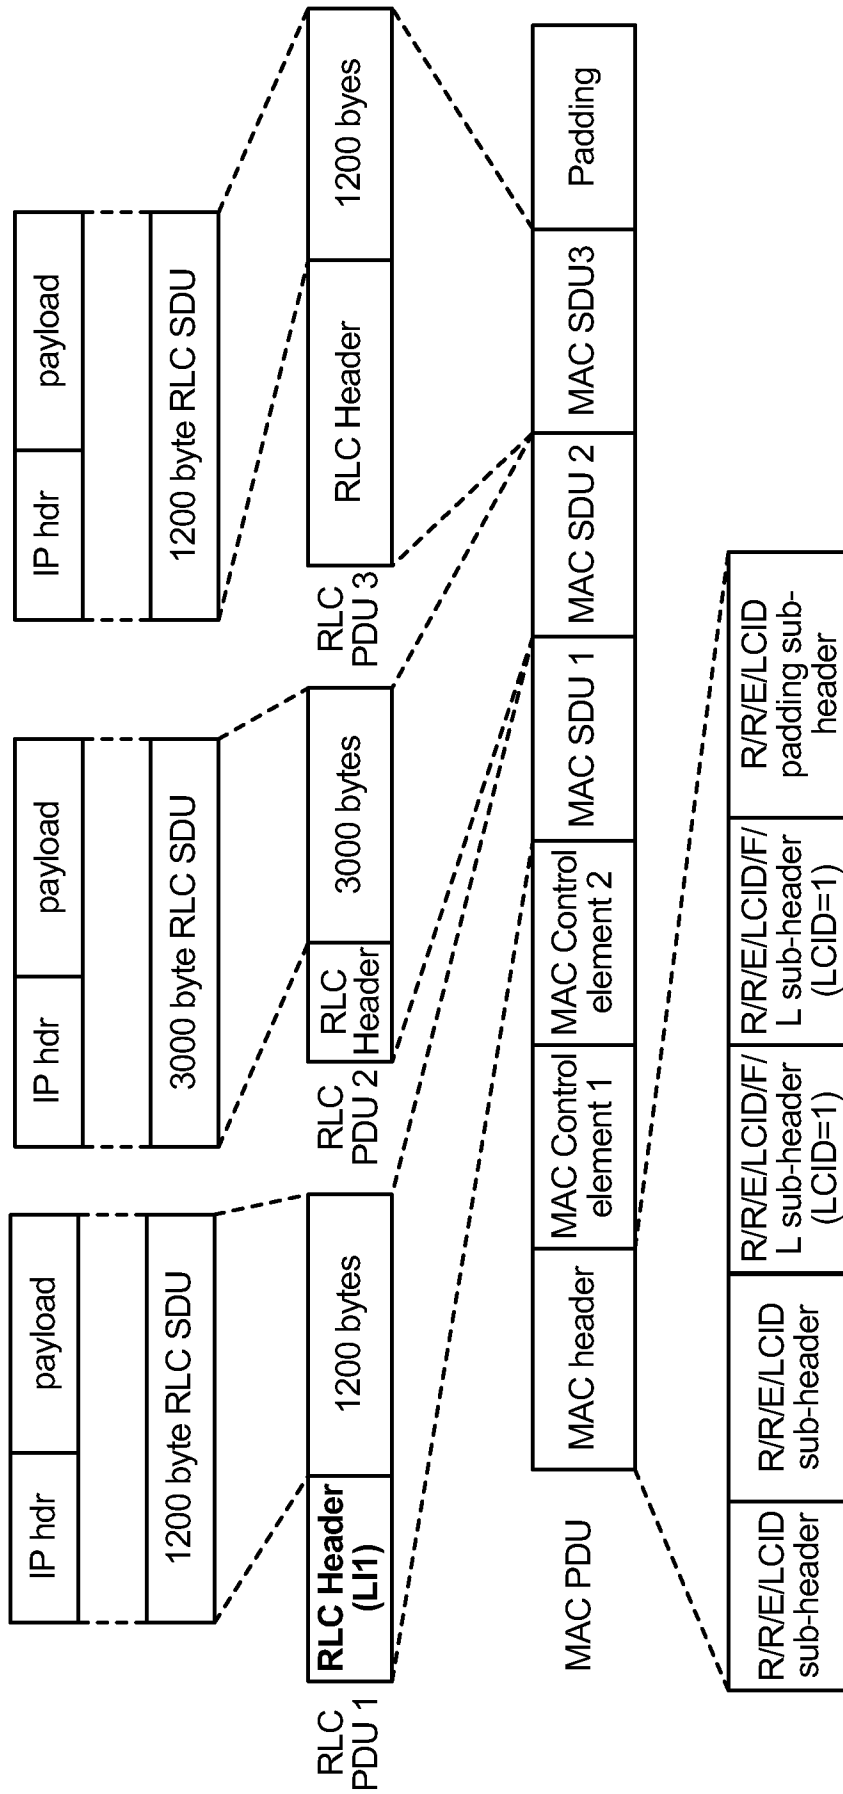 IP hdr
payload
IP hdr
payload
IP hdr
payload
1200 byte RLC SDU
3000 byte RLC SDU
1200 byte RLC SDU
RLC
PDU 1
RLC Header
(LI1)
1200 bytes
RLC
PDU 2
RLC
Header
3000 bytes
RLC
PDU 3
RLC Header
1200 byes
MAC PDU
MAC header
MAC Control
element 1
MAC Control
element 2
MAC SDU 1
MAC SDU 2
MAC SDU3
Padding
R/R/E/LCID
sub-header
R/R/E/LCID
sub-header
R/R/E/LCID/F/
L sub-header
(LCID=1)
R/R/E/LCID/F/
L sub-header
(LCID=1)
R/R/E/LCID
padding sub-
header